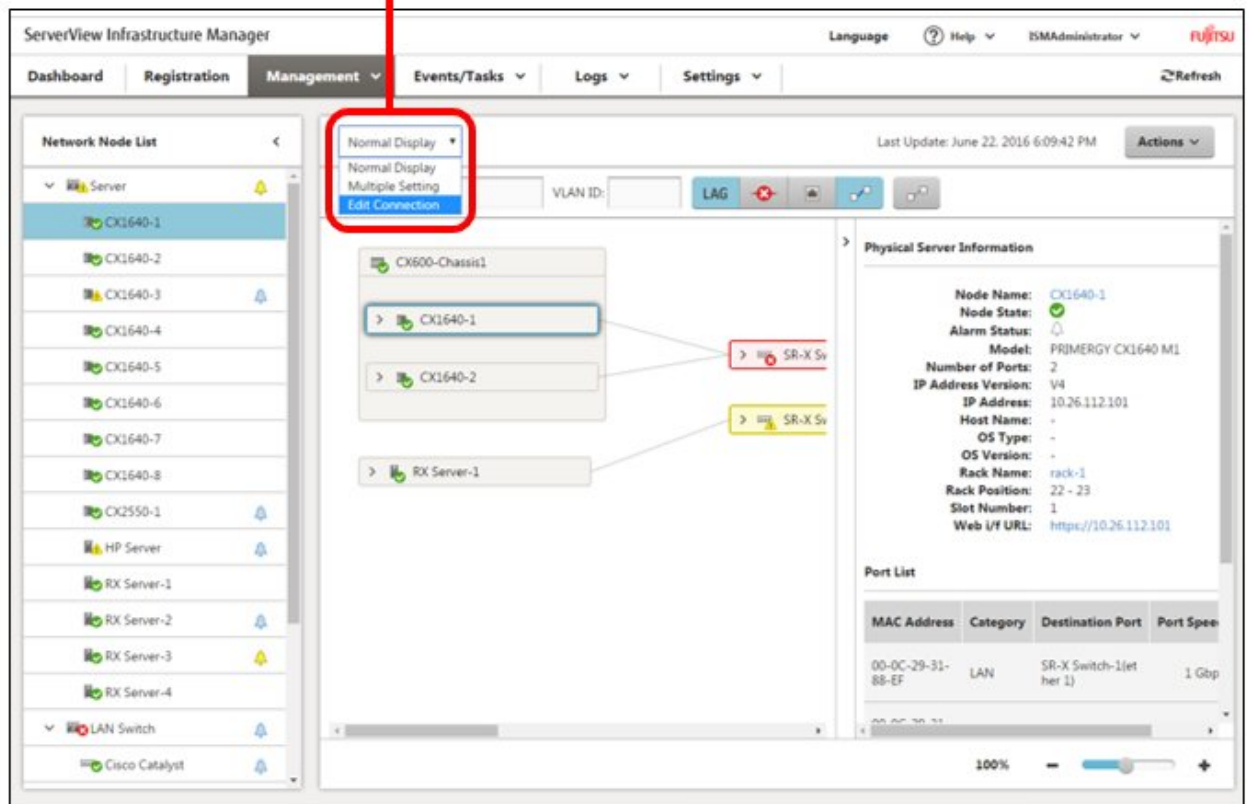 ServerView Infrastructure Manager
Language
Help
ISMAdministrator
FUJITSU
Dashboard
Registration
Management
Events/Tasks
Logs
Settings
Refresh
Network Node List
Normal Display
Last Update: June 22, 2016 6:09:42 PM
Actions
Normal Display
Multiple Setting
Edit Connection
VLAN ID:
LAG
Server
CX1640-1
CX1640-2
CX1640-3
CX1640-4
CX1640-5
CX1640-6
CX1640-7
CX1640-8
CX2550-1
HP Server
RX Server-1
RX Server-2
RX Server-3
RX Server-4
LAN Switch
Cisco Catalyst
CX600-Chassis1
CX1640-1
CX1640-2
RX Server-1
SR-X Sw
SR-X Sw
Physical Server Information
Node Name: CX1640-1
Node State:
Alarm Status:
Model: PRIMERGY CX1640 M1
Number of Ports: 2
IP Address Version: V4
IP Address: 10.26.112.101
Host Name: -
OS Type: -
OS Version: -
Rack Name: rack-1
Rack Position: 22 - 23
Slot Number: 1
Web i/f URL: https://10.26.112.101
Port List
MAC Address Category Destination Port Port Spee
00-0C-29-31-88-EF LAN SR-X Switch-1(ether 1) 1 Gbp
100%